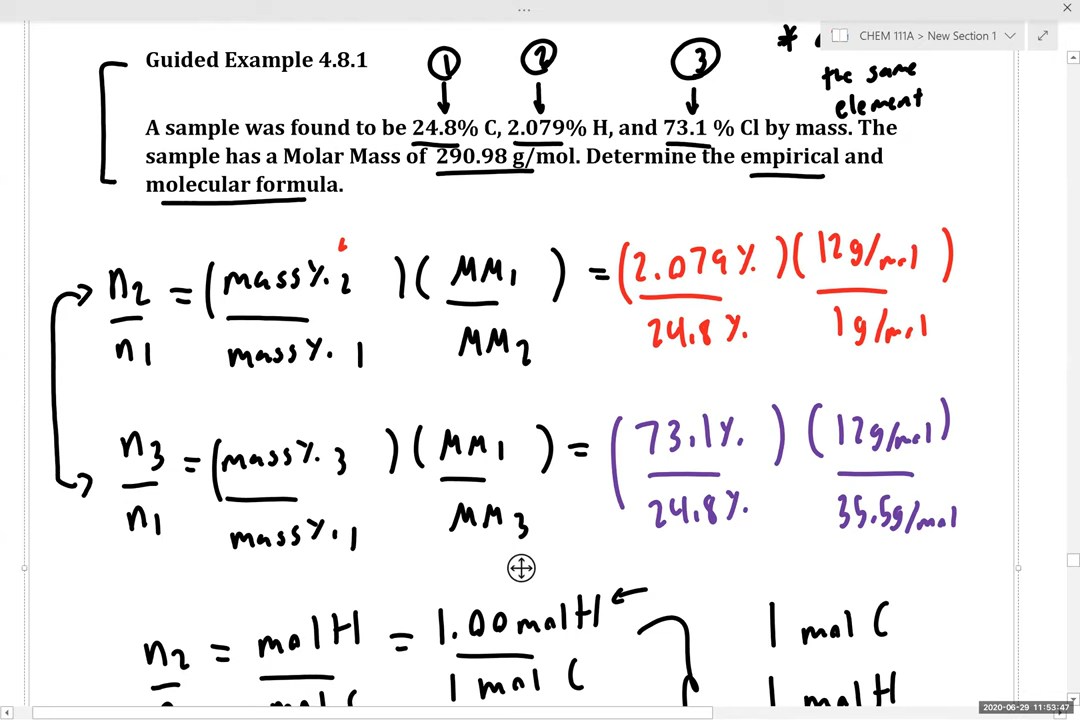 CHEM 111A > New Section 1
Guided Example 4.8.1
1 2 3
*
the same
element
A sample was found to be 24.8% C, 2.079% H, and 73.1 % Cl by mass. The
sample has a Molar Mass of 290.98 g/mol. Determine the empirical and
molecular formula.
n2/n1 = (mass%.2/mass%.1)(MM1/MM2) = (2.079%./24.8%.)(12g/mol/1g/mol)
n3/n1 = (mass%.3/mass%.1)(MM1/MM3) = (73.1%./24.8%.)(12g/mol/35.5g/mol)
n2 = mol H = 1.00 mol H 1 mol C
1 mol C 1 mol H
2020-06-29 11:53:47